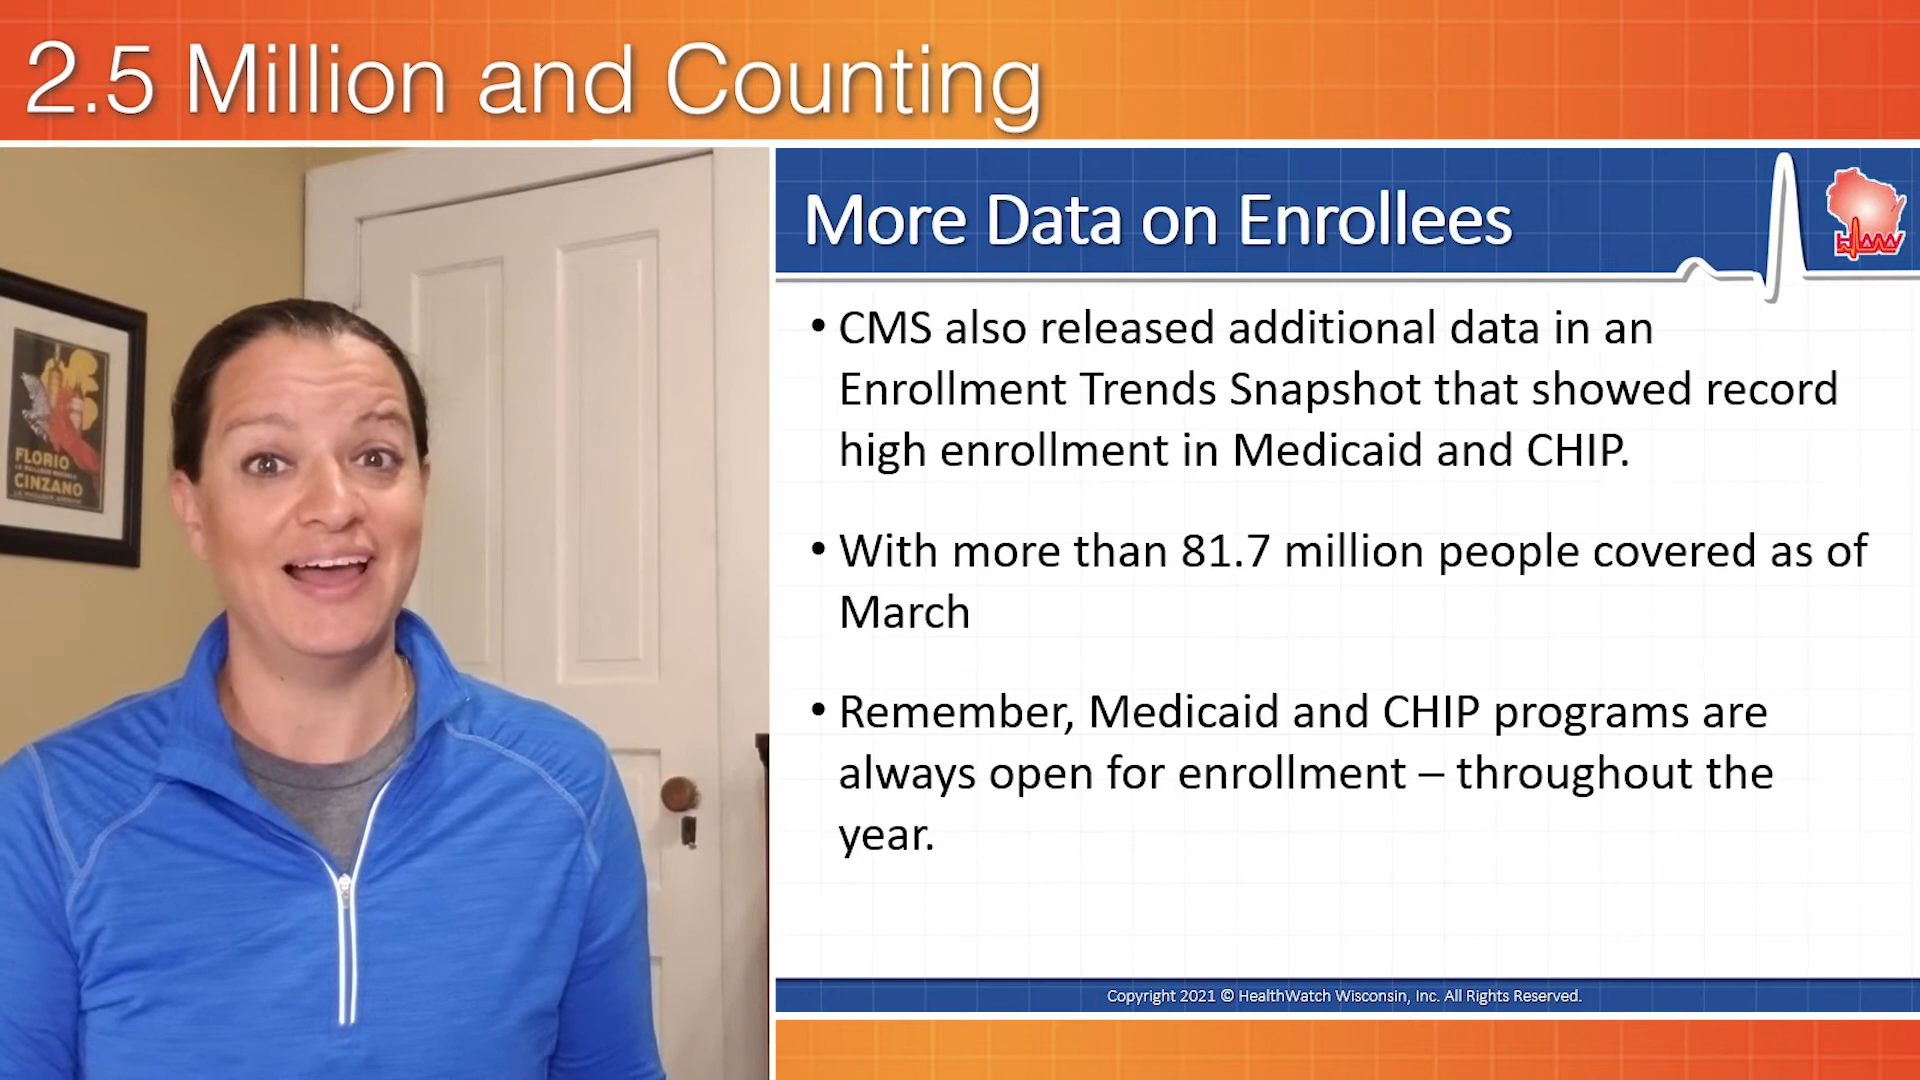 2.5 Million and Counting
FLORIO
CINZANO
More Data on Enrollees
• CMS also released additional data in an
Enrollment Trends Snapshot that showed record
high enrollment in Medicaid and CHIP.
• With more than 81.7 million people covered as of
March
• Remember, Medicaid and CHIP programs are
always open for enrollment – throughout the
year.
Copyright 2021 © HealthWatch Wisconsin, Inc. All Rights Reserved.